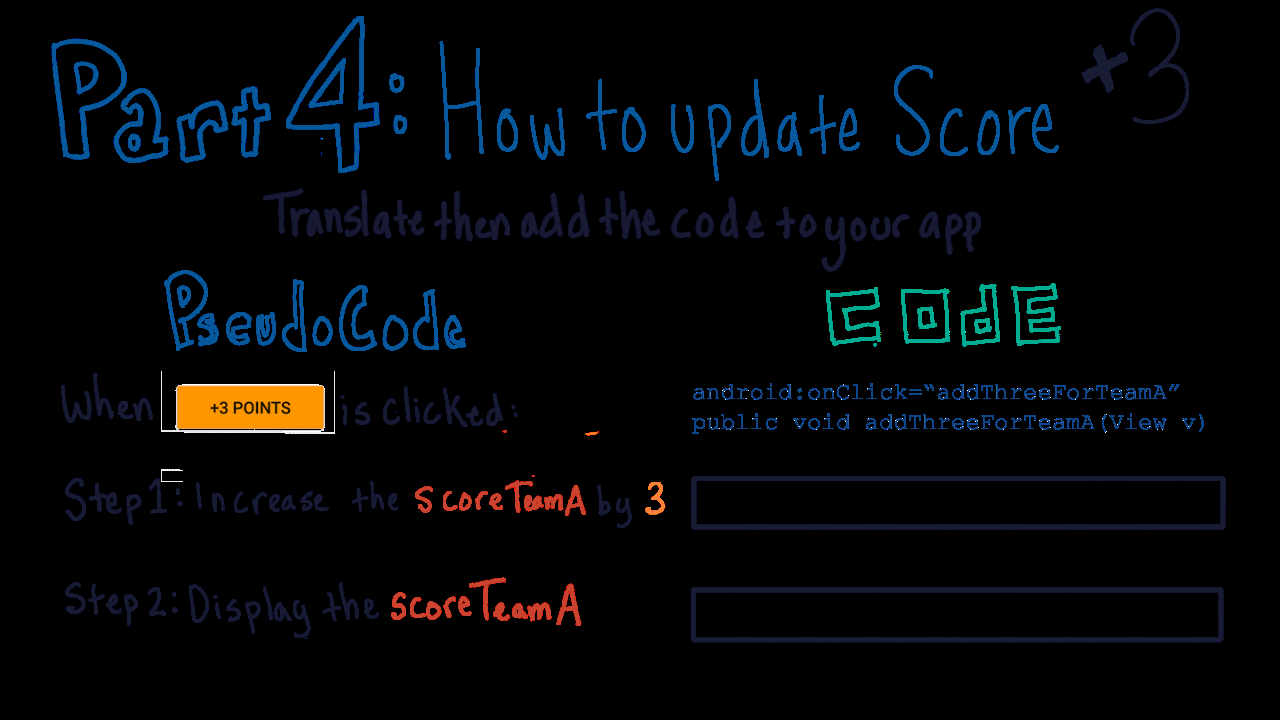 Part 4: How to update Score +3
Translate then add the code to your app
PseudoCode
CODE
When +3 POINTS is clicked:
android:onClick=“addThreeForTeamA”
public void addThreeForTeamA(View v)
Step 1: Increase the scoreTeamA by 3
Step 2: Display the scoreTeamA